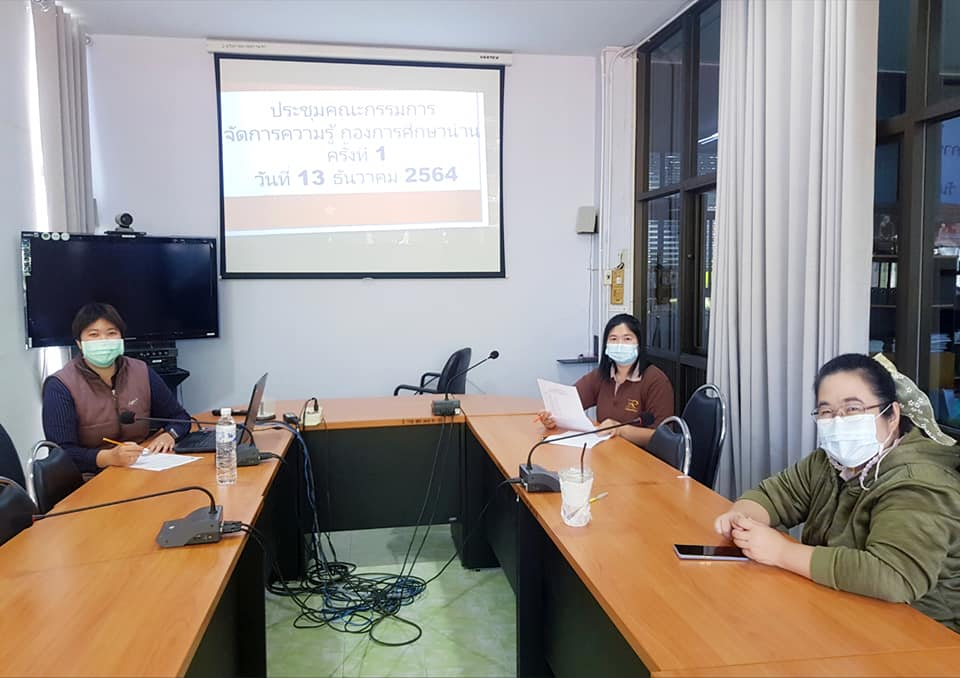 ประชุมคณะกรรมการ
จัดการความรู้ กองการศึกษาน่าน
ครั้งที่ 1
วันที่ 13 ธันวาคม 2564